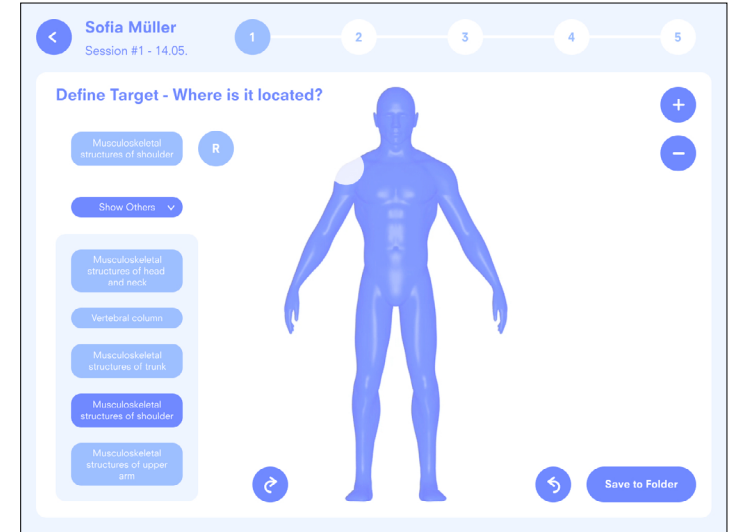 Sofia Müller
Session #1 - 14.05.
1
2
3
4
5
Define Target - Where is it located?
Musculoskeletal
structures of shoulder
R
Show Others
Musculoskeletal
structures of head
and neck
Vertebral column
Musculoskeletal
structures of trunk
Musculoskeletal
structures of shoulder
Musculoskeletal
structures of upper
arm
+
−
Save to Folder